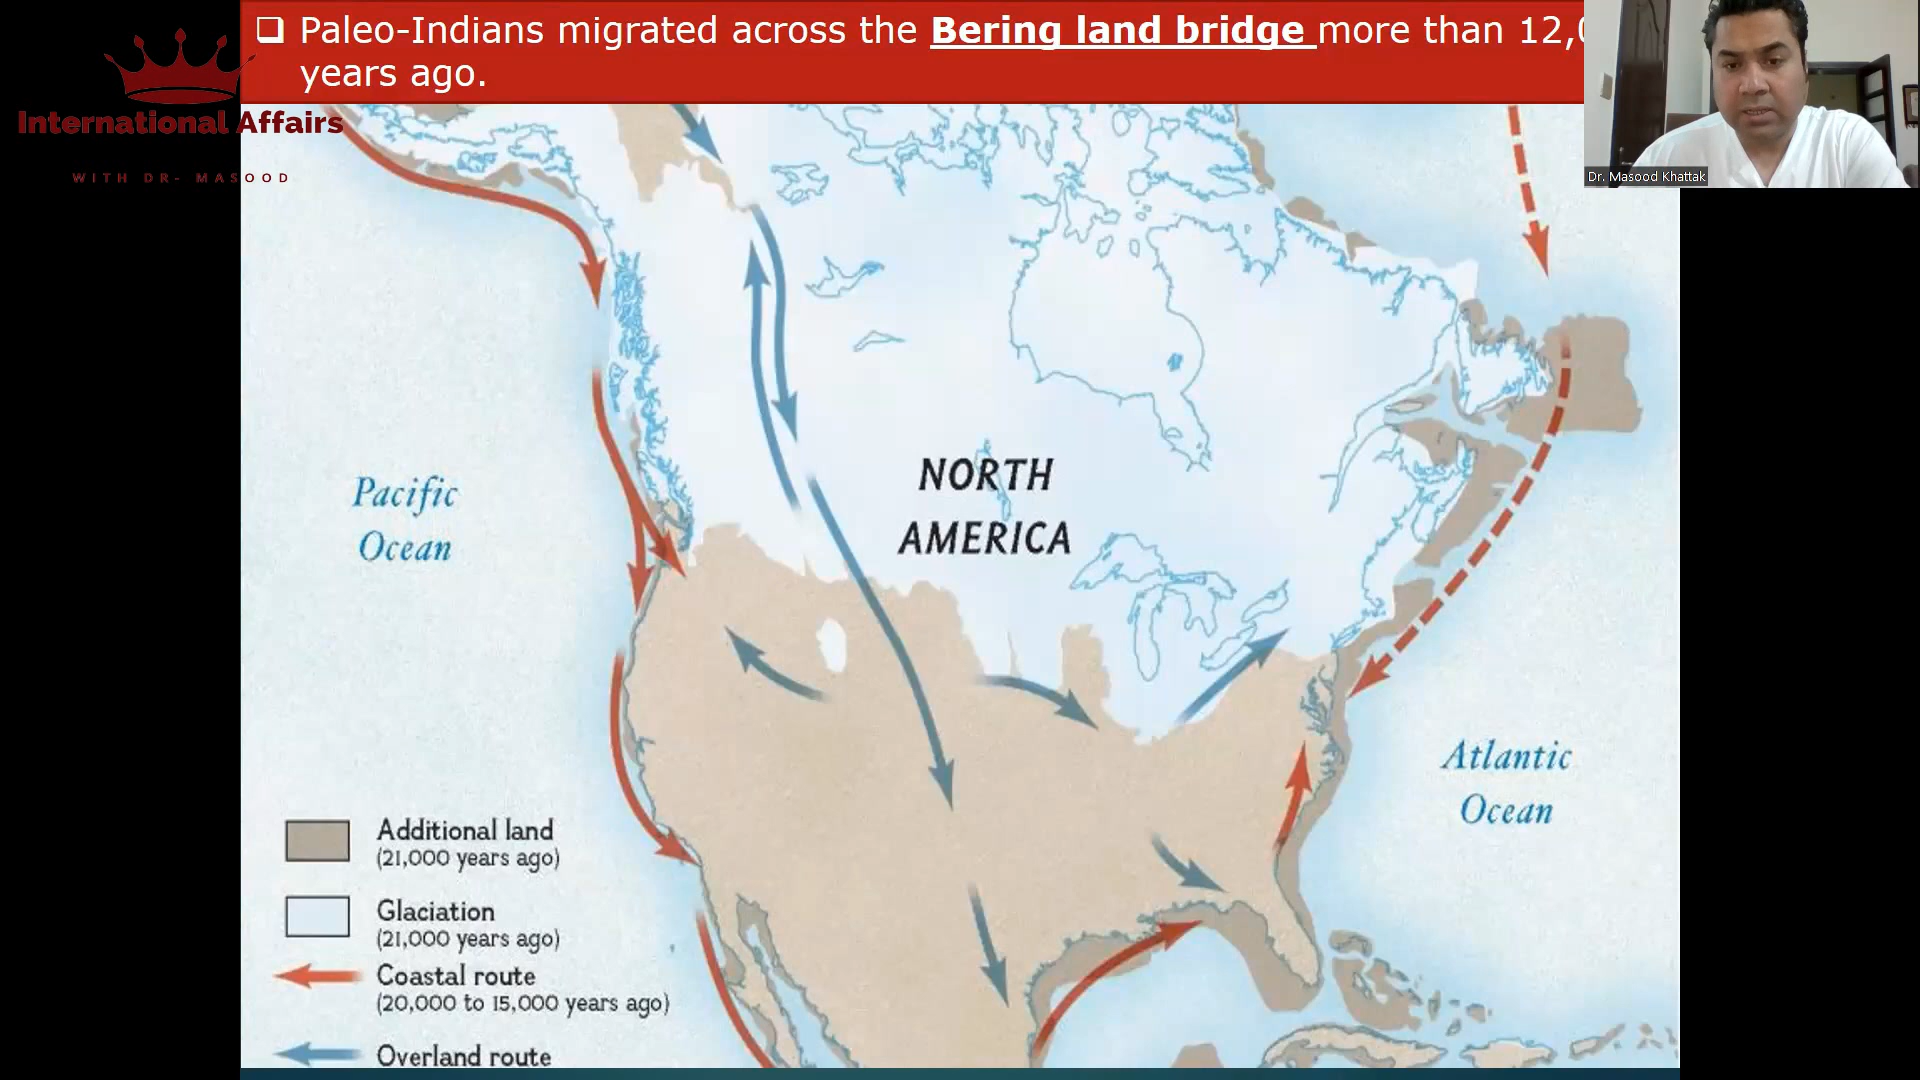 ❑ Paleo-Indians migrated across the Bering land bridge more than 12,0
years ago.
International Affairs
WITH DR- MASOOD
Dr. Masood Khattak
NORTH
AMERICA
Pacific
Ocean
Atlantic
Ocean
Additional land
(21,000 years ago)
Glaciation
(21,000 years ago)
Coastal route
(20,000 to 15,000 years ago)
Overland route